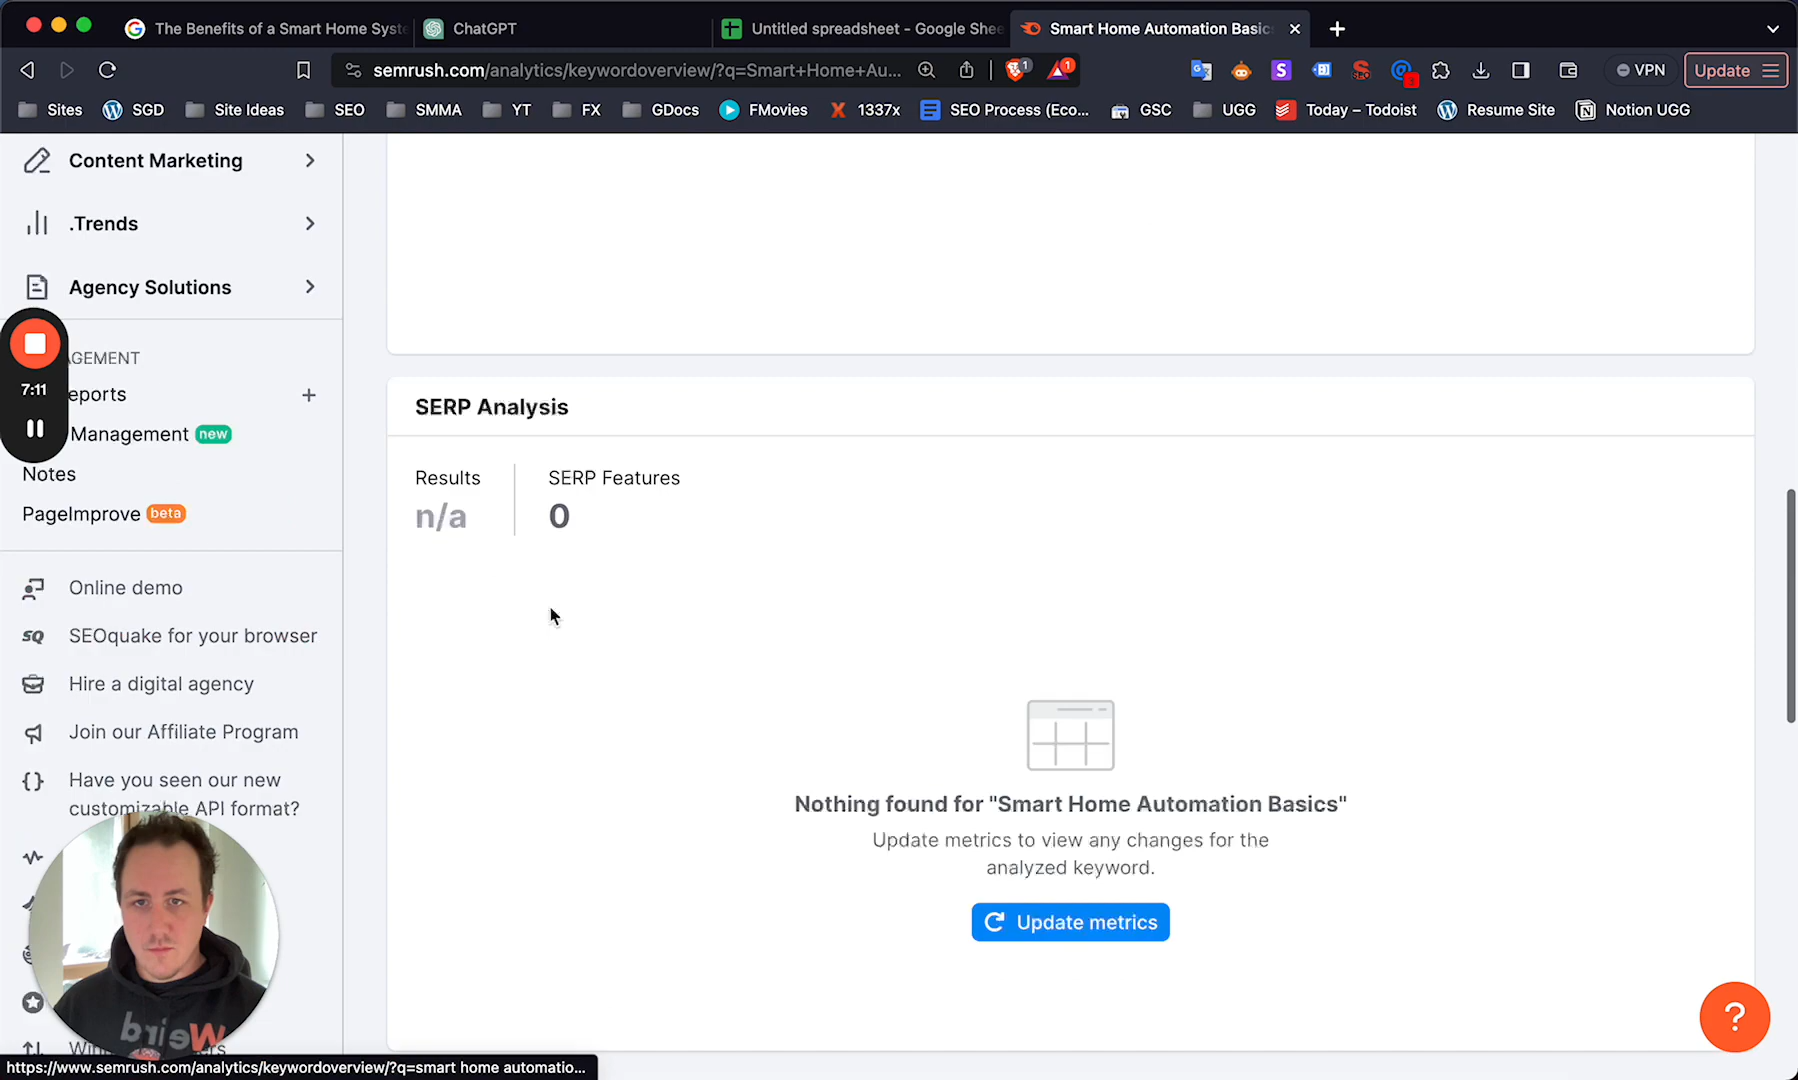 The Benefits of a Smart Home Syste
ChatGPT
Untitled spreadsheet - Google Shee
Smart Home Automation Basic
semrush.com/analytics/keywordoverview/?q=Smart+Home+Au...
1
1
VPN
Update
Sites
SGD
Site Ideas
SEO
SMMA
YT
FX
GDocs
FMovies
1337x
SEO Process (Eco...
GSC
UGG
Today – Todoist
Resume Site
Notion UGG
Content Marketing
.Trends
Agency Solutions
AGEMENT
eports
Management new
Notes
PageImprove beta
7:11
Online demo
SEOquake for your browser
Hire a digital agency
Join our Affiliate Program
Have you seen our new
customizable API format?
SERP Analysis
Results
n/a
SERP Features
0
Nothing found for "Smart Home Automation Basics"
Update metrics to view any changes for the
analyzed keyword.
Update metrics
?
Weird
https://www.semrush.com/analytics/keywordoverview/?q=smart home automatio...